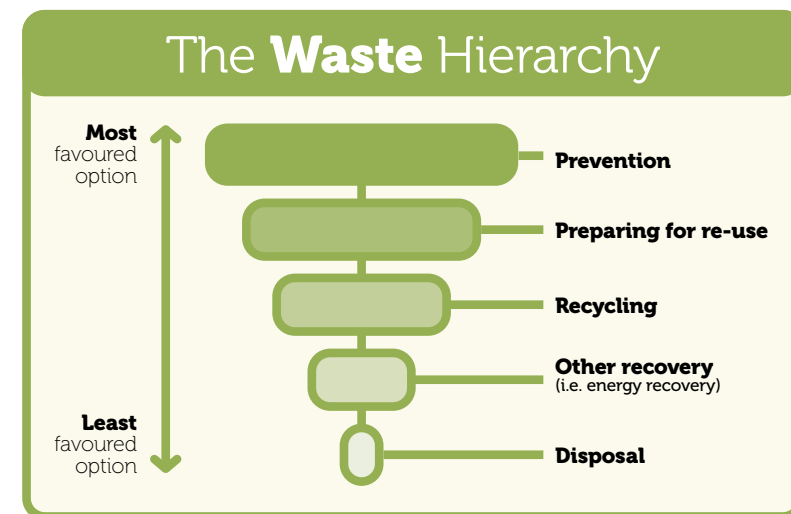 The Waste Hierarchy
Most
favoured
option
Prevention
Preparing for re-use
Recycling
Other recovery
(i.e. energy recovery)
Least
favoured
option
Disposal